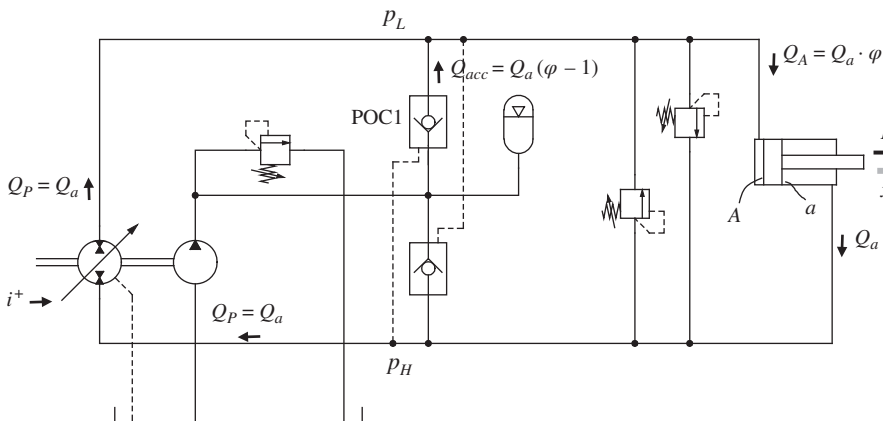 p_L
Q_acc = Q_a (φ − 1)
Q_A = Q_a · φ
POC1
Q_P = Q_a
A
a
Q_a
i⁺
Q_P = Q_a
p_H